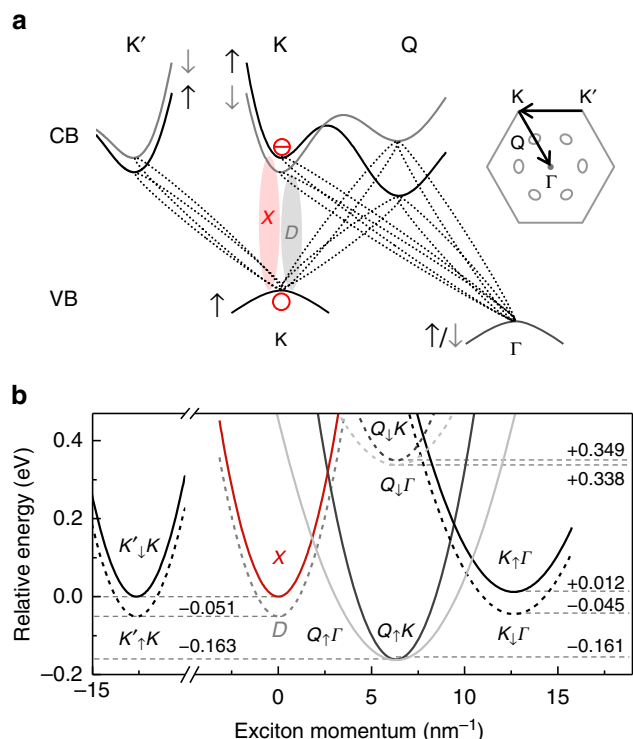 a
K′ K Q
↓ ↑
↑ ↓
K K′
CB
Q
Γ
X D
VB
↑
↑/↓
K
Γ
b
Relative energy (eV)
0.4
0.2
0.0
−0.2
Q↓K
+0.349
+0.338
Q↓Γ
K′↓K
X
K↑Γ
+0.012
−0.051
−0.045
K′↑K
−0.163
D
Q↑Γ
Q↑K
K↓Γ
−0.161
−15 0 5 10 15
Exciton momentum (nm⁻¹)